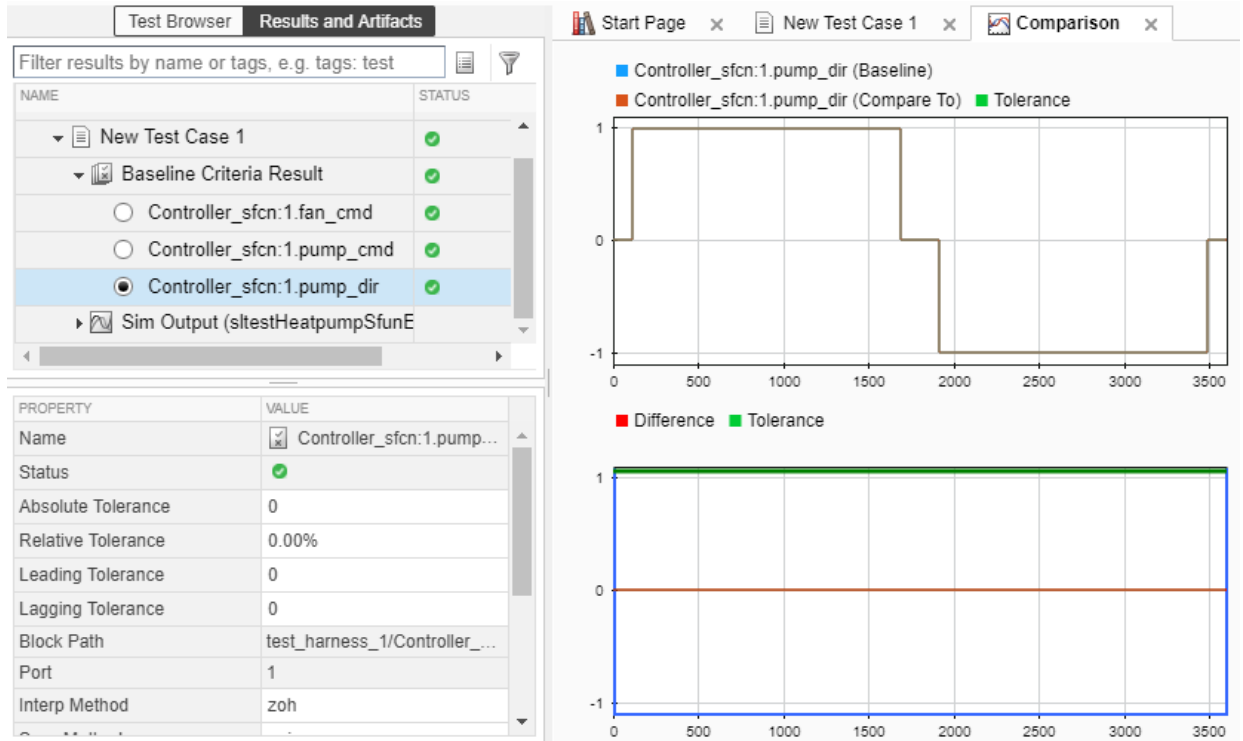 Test Browser Results and Artifacts
Filter results by name or tags, e.g. tags: test
NAME STATUS
New Test Case 1
Baseline Criteria Result
Controller_sfcn:1.fan_cmd
Controller_sfcn:1.pump_cmd
Controller_sfcn:1.pump_dir
Sim Output (sltestHeatpumpSfunE
PROPERTY VALUE
Name Controller_sfcn:1.pump...
Status
Absolute Tolerance 0
Relative Tolerance 0.00%
Leading Tolerance 0
Lagging Tolerance 0
Block Path test_harness_1/Controller_...
Port 1
Interp Method zoh
Start Page New Test Case 1 Comparison
Controller_sfcn:1.pump_dir (Baseline)
Controller_sfcn:1.pump_dir (Compare To) Tolerance
1
0
-1
0 500 1000 1500 2000 2500 3000 3500
Difference Tolerance
1
0
-1
0 500 1000 1500 2000 2500 3000 3500